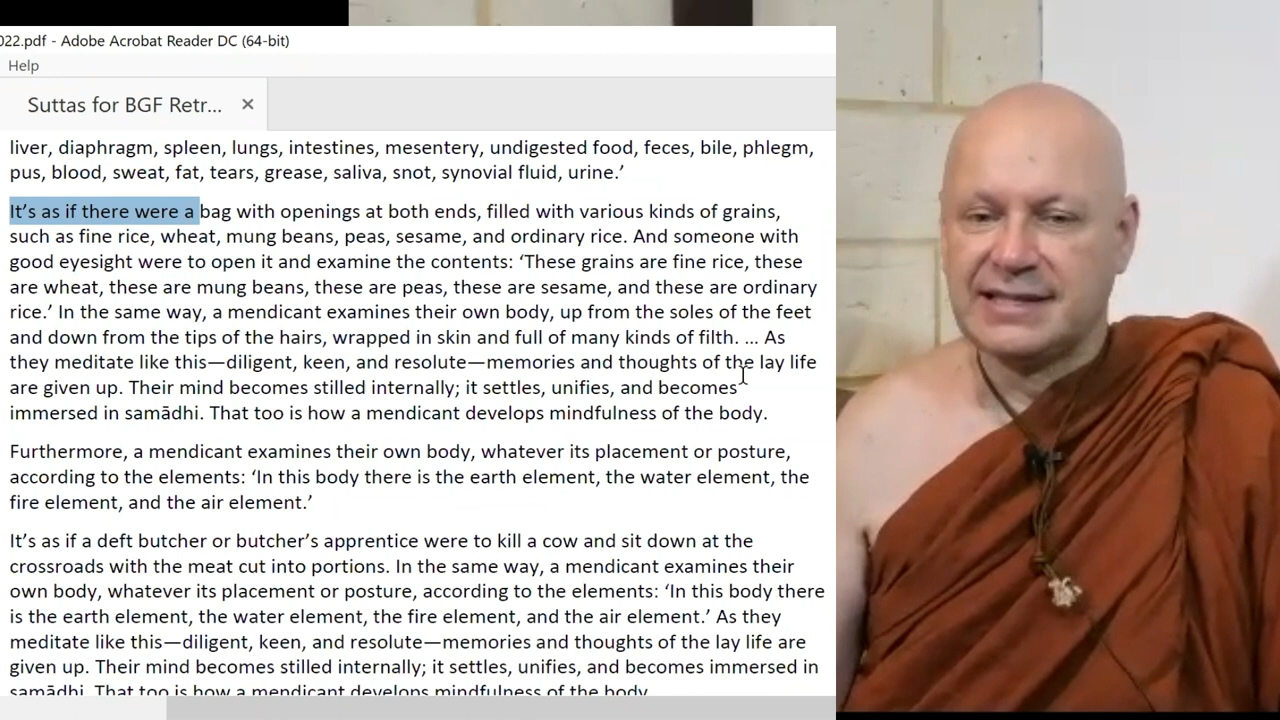 022.pdf - Adobe Acrobat Reader DC (64-bit)
Help
Suttas for BGF Retr... ×
liver, diaphragm, spleen, lungs, intestines, mesentery, undigested food, feces, bile, phlegm,
pus, blood, sweat, fat, tears, grease, saliva, snot, synovial fluid, urine.’
It’s as if there were a bag with openings at both ends, filled with various kinds of grains,
such as fine rice, wheat, mung beans, peas, sesame, and ordinary rice. And someone with
good eyesight were to open it and examine the contents: ‘These grains are fine rice, these
are wheat, these are mung beans, these are peas, these are sesame, and these are ordinary
rice.’ In the same way, a mendicant examines their own body, up from the soles of the feet
and down from the tips of the hairs, wrapped in skin and full of many kinds of filth. ... As
they meditate like this—diligent, keen, and resolute—memories and thoughts of the lay life
are given up. Their mind becomes stilled internally; it settles, unifies, and becomes
immersed in samādhi. That too is how a mendicant develops mindfulness of the body.
Furthermore, a mendicant examines their own body, whatever its placement or posture,
according to the elements: ‘In this body there is the earth element, the water element, the
fire element, and the air element.’
It’s as if a deft butcher or butcher’s apprentice were to kill a cow and sit down at the
crossroads with the meat cut into portions. In the same way, a mendicant examines their
own body, whatever its placement or posture, according to the elements: ‘In this body there
is the earth element, the water element, the fire element, and the air element.’ As they
meditate like this—diligent, keen, and resolute—memories and thoughts of the lay life are
given up. Their mind becomes stilled internally; it settles, unifies, and becomes immersed in
samādhi. That too is how a mendicant develops mindfulness of the body.